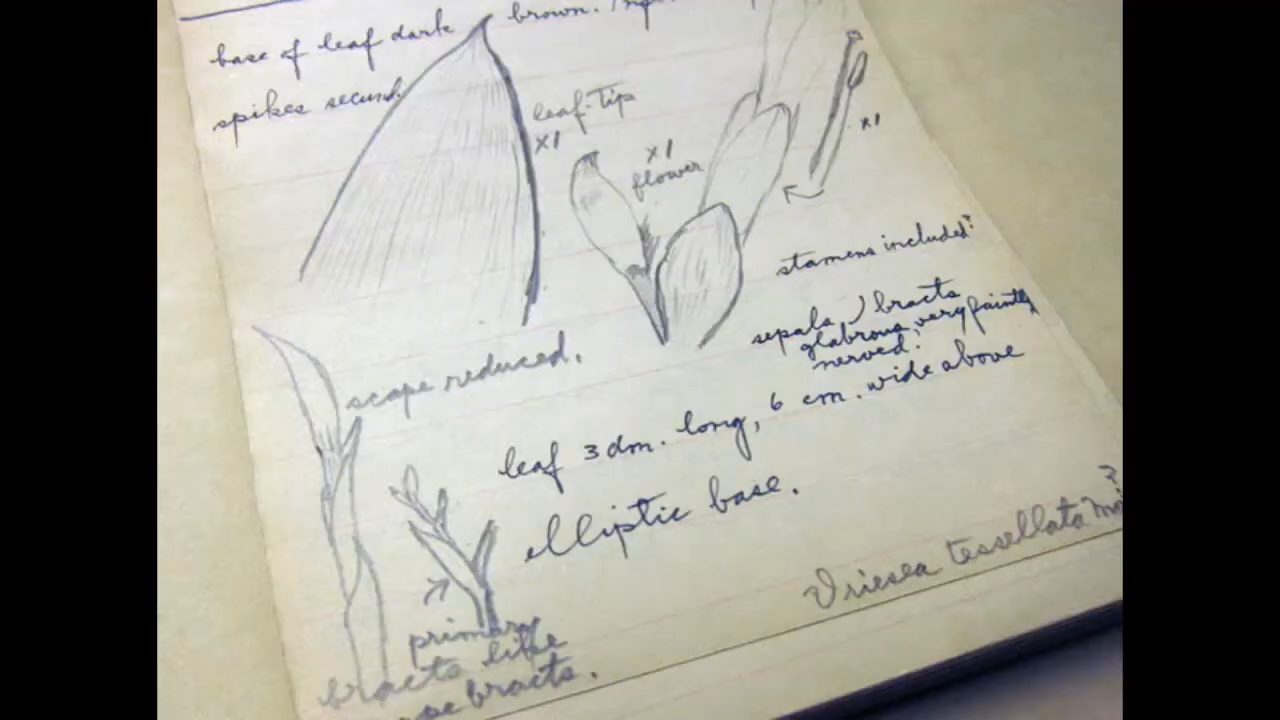 base of leaf dark brown.
spikes secund.
leaf-tip
x1
x1
flower
x1
stamens included?
sepals, bracts
glabrous, very faintly
nerved.
scape reduced.
leaf 3 dm. long, 6 cm. wide above
elliptic base.
primary
bracts like
bracts.
?
Vriesea tessellata